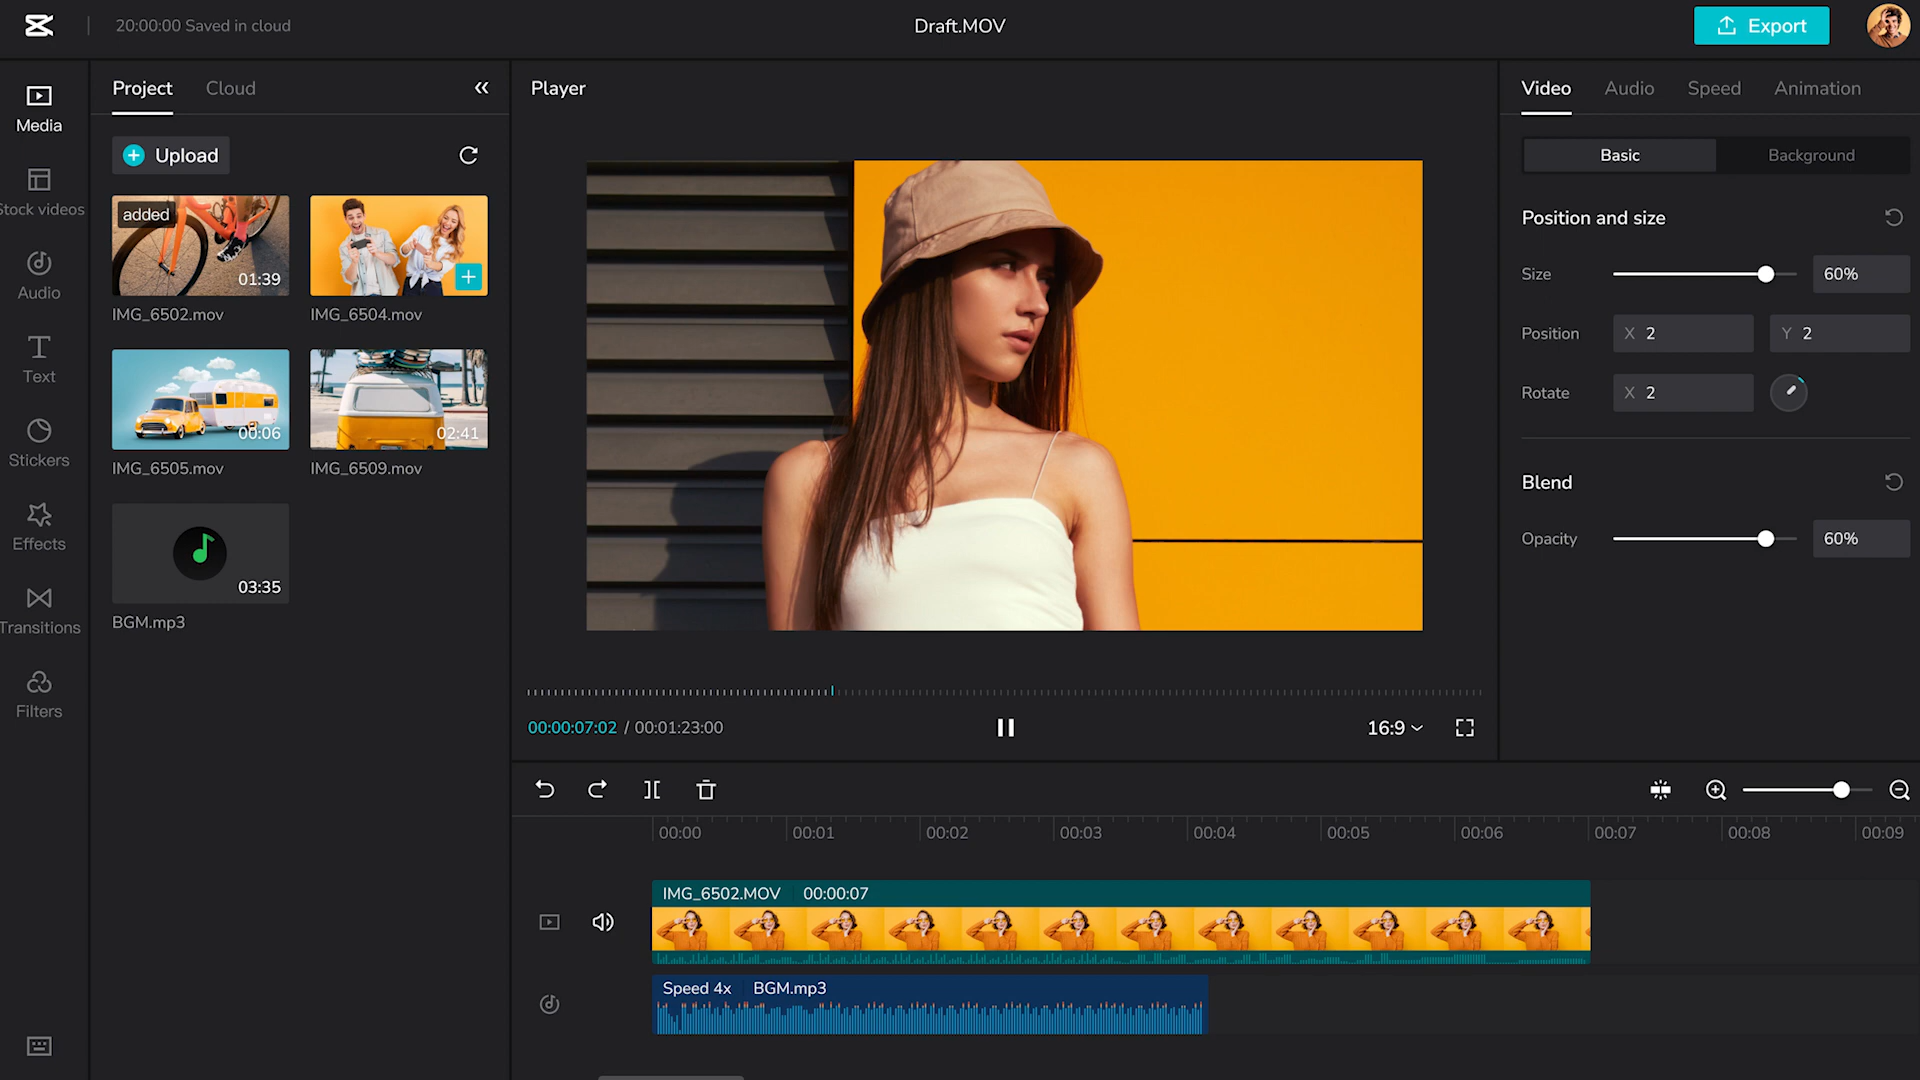 20:00:00 Saved in cloud
Draft.MOV
Export
Media
Stock videos
Audio
Text
Stickers
Effects
Transitions
Filters
Project
Cloud
Upload
added
01:39
IMG_6502.mov
IMG_6504.mov
00:06
02:41
IMG_6505.mov
IMG_6509.mov
03:35
BGM.mp3
Player
00:00:07:02 / 00:01:23:00
16:9
Video Audio Speed Animation
Basic Background
Position and size
Size 60%
Position X 2 Y 2
Rotate X 2
Blend
Opacity 60%
00:00 00:01 00:02 00:03 00:04 00:05 00:06 00:07 00:08 00:09
IMG_6502.MOV 00:00:07
Speed 4x BGM.mp3